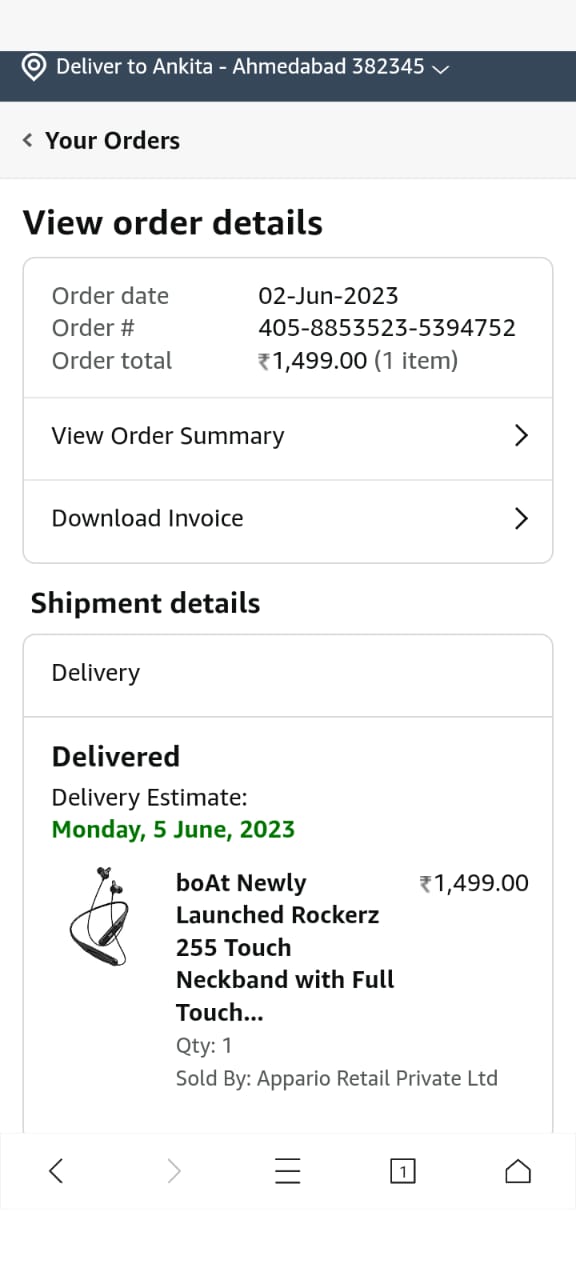 Deliver to Ankita - Ahmedabad 382345
Your Orders
View order details
Order date 02-Jun-2023
Order # 405-8853523-5394752
Order total ₹1,499.00 (1 item)
View Order Summary
Download Invoice
Shipment details
Delivery
Delivered
Delivery Estimate:
Monday, 5 June, 2023
boAt Newly ₹1,499.00
Launched Rockerz
255 Touch
Neckband with Full
Touch...
Qty: 1
Sold By: Appario Retail Private Ltd
1